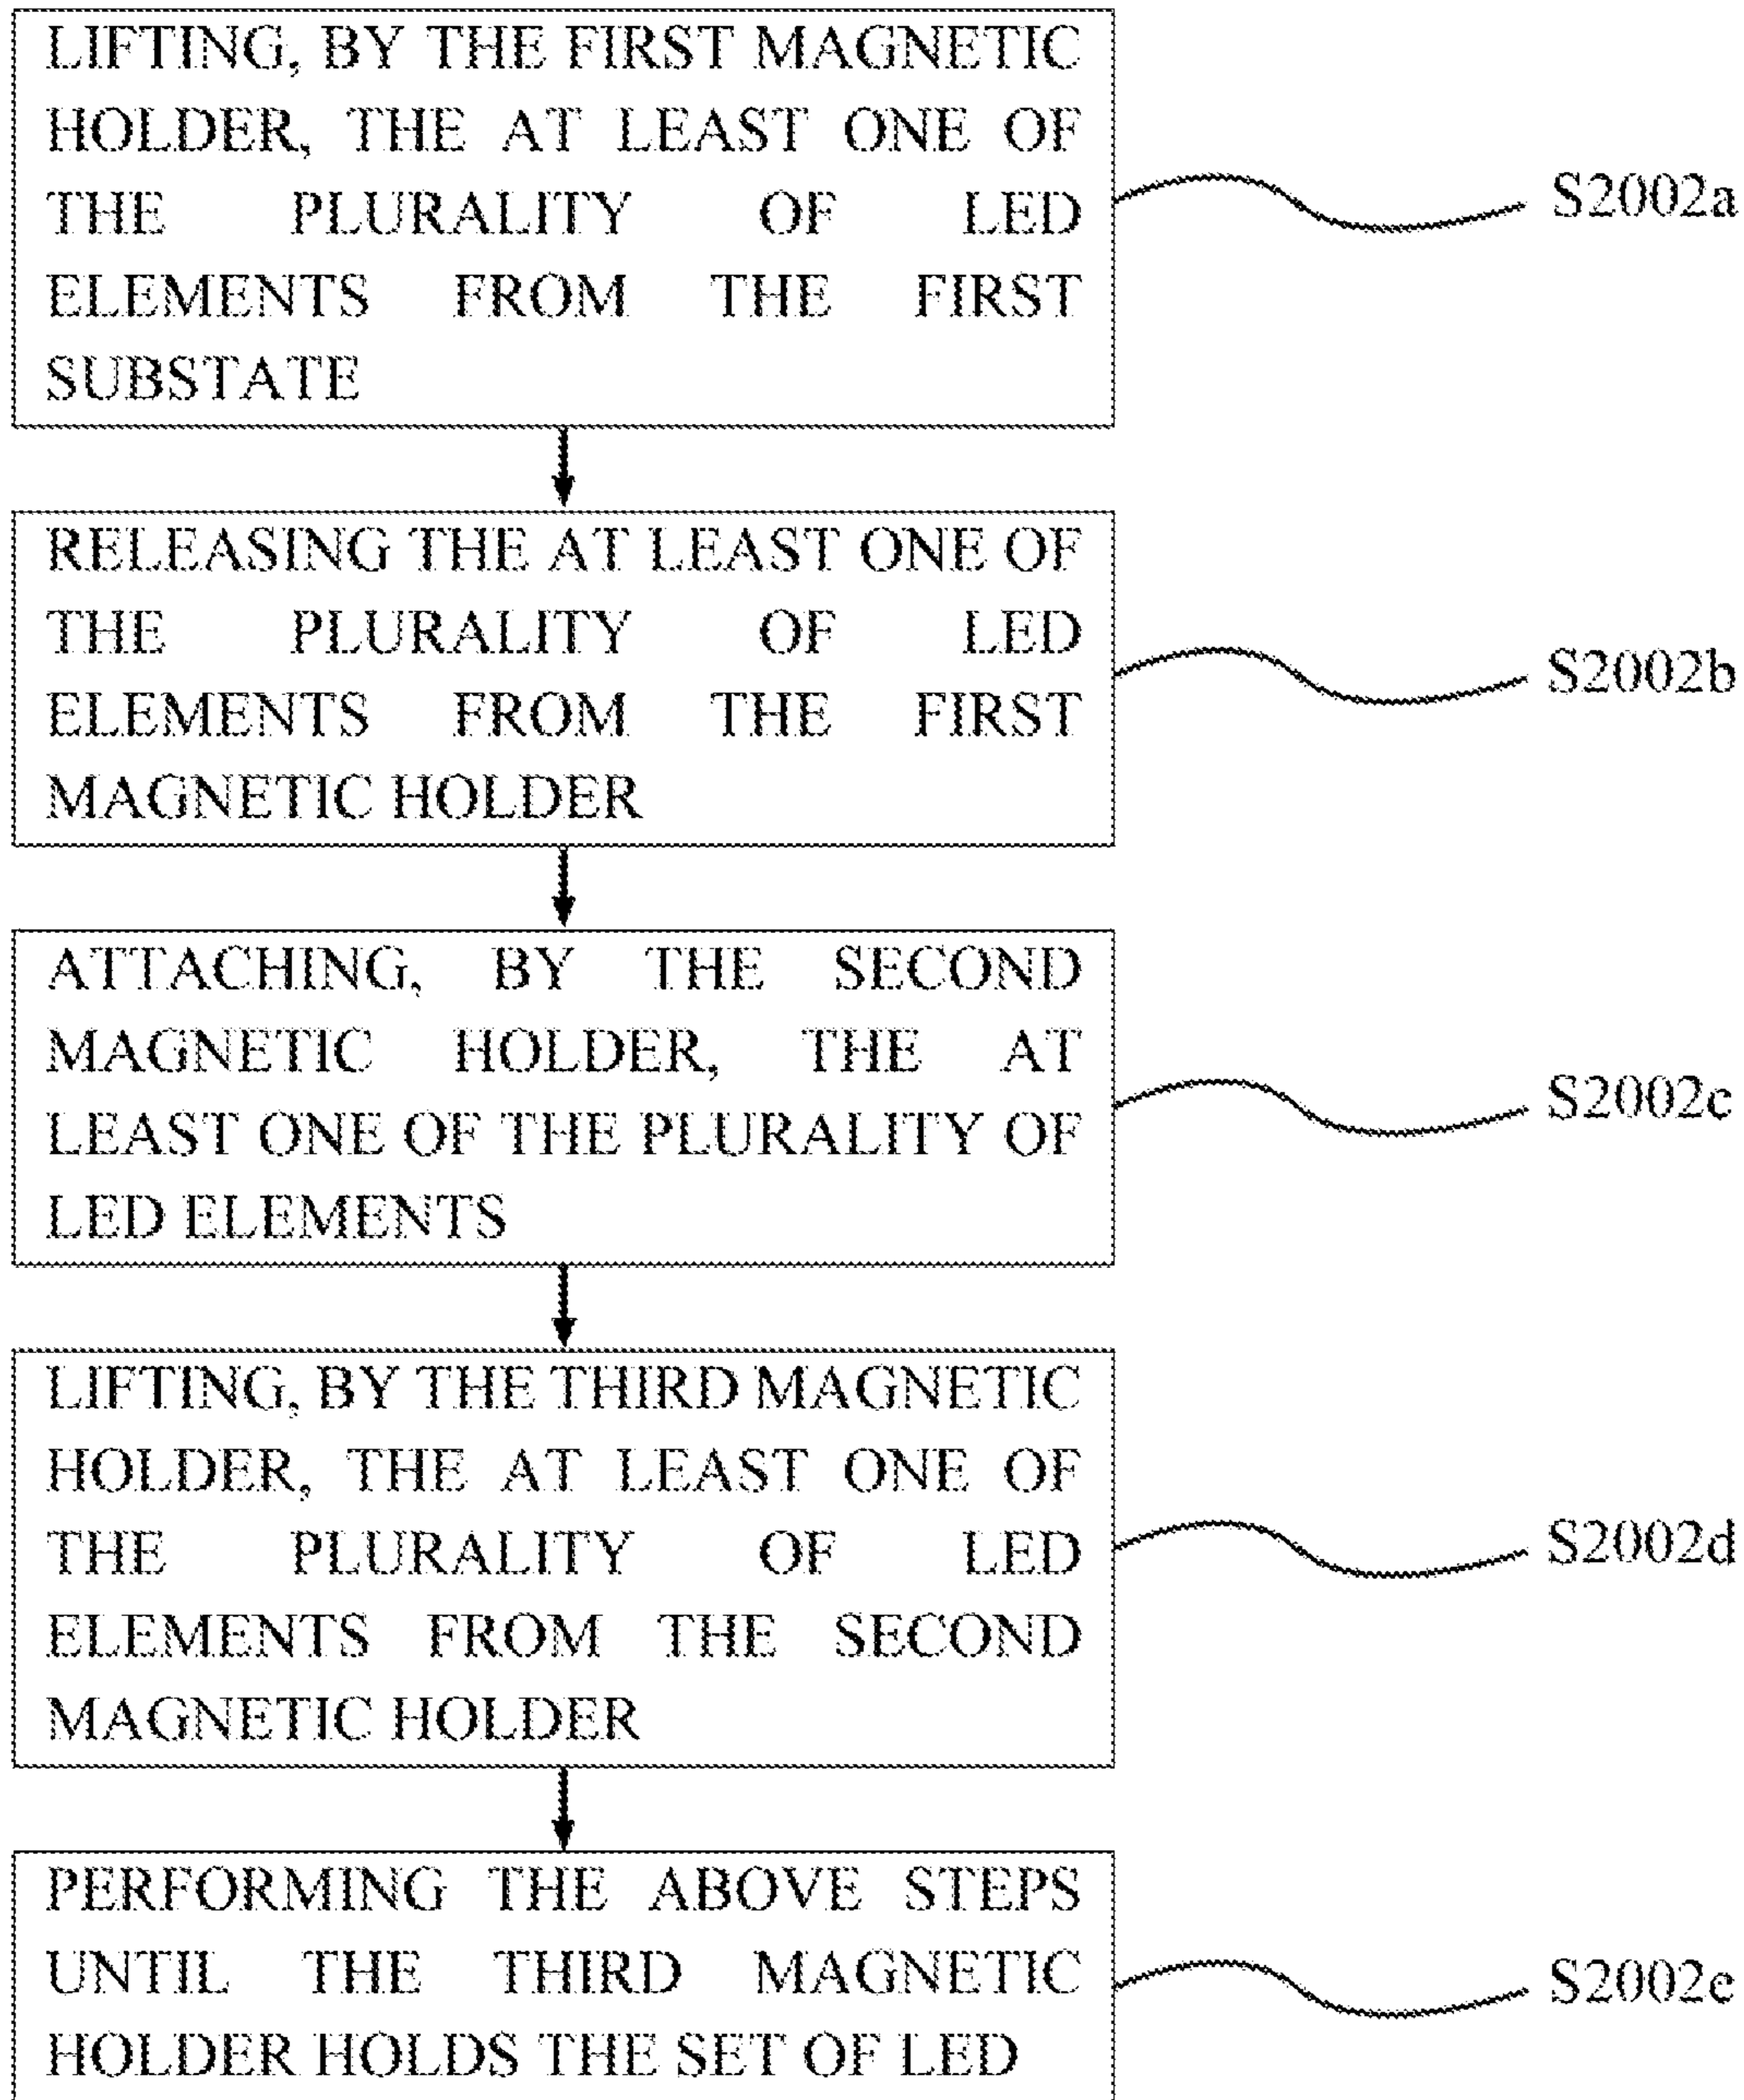 LIFTING, BY THE FIRST MAGNETIC
HOLDER, THE AT LEAST ONE OF
THE PLURALITY OF LED
ELEMENTS FROM THE FIRST
SUBSTATE
S2002a
RELEASING THE AT LEAST ONE OF
THE PLURALITY OF LED
ELEMENTS FROM THE FIRST
MAGNETIC HOLDER
S2002b
ATTACHING, BY THE SECOND
MAGNETIC HOLDER, THE AT
LEAST ONE OF THE PLURALITY OF
LED ELEMENTS
S2002c
LIFTING, BY THE THIRD MAGNETIC
HOLDER, THE AT LEAST ONE OF
THE PLURALITY OF LED
ELEMENTS FROM THE SECOND
MAGNETIC HOLDER
S2002d
PERFORMING THE ABOVE STEPS
UNTIL THE THIRD MAGNETIC
HOLDER HOLDS THE SET OF LED
S2002e